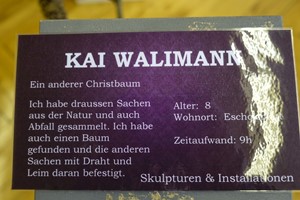 KAI WALIMANN
Ein anderer Christbaum
Ich habe draussen Sachen
aus der Natur und auch
Abfall gesammelt. Ich habe
auch einen Baum
gefunden und die anderen
Sachen mit Draht und
Leim daran befestigt.
Alter: 8
Wohnort:
Zeitaufwand: 9h
Skulpturen & Installationen